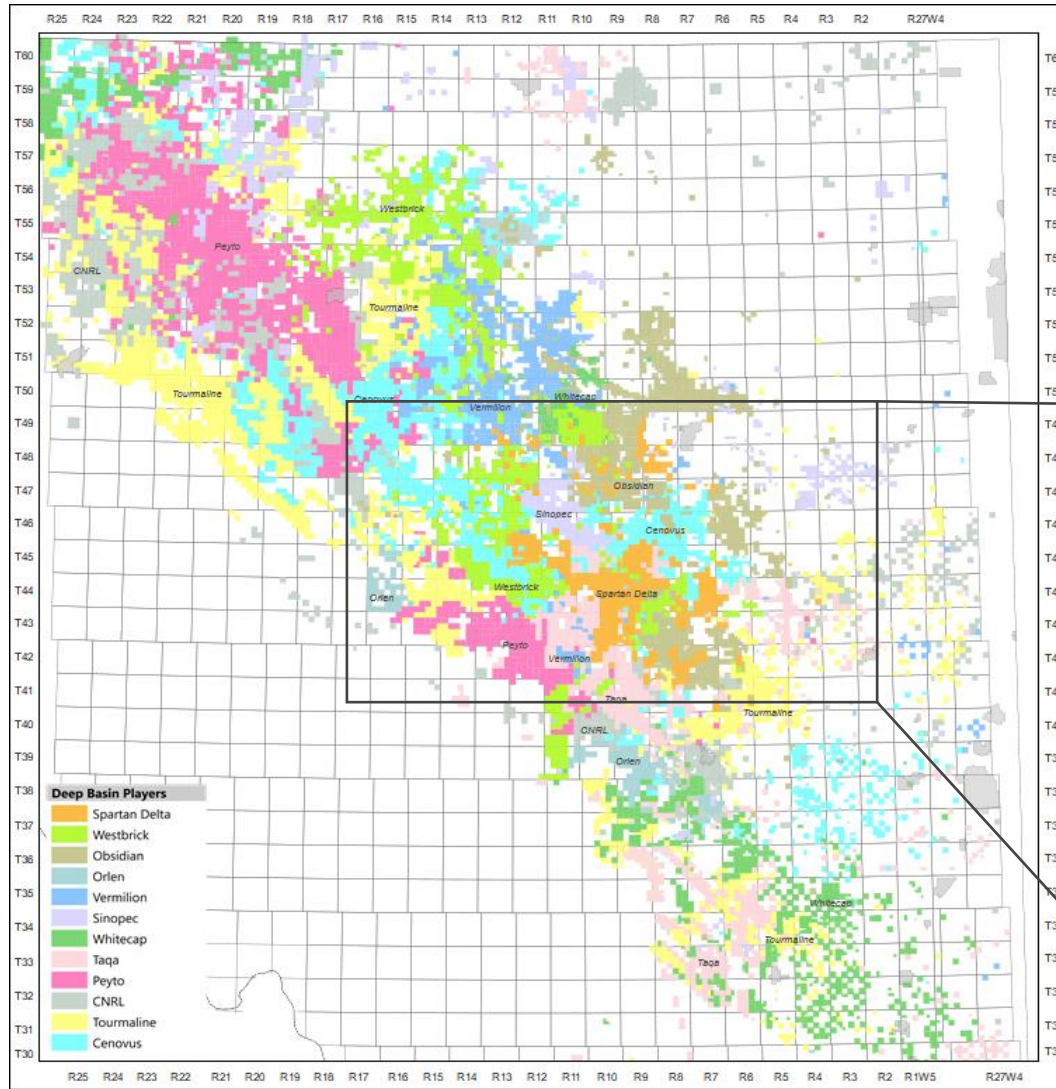 R25 R24 R23 R22 R21 R20 R19 R18 R17 R16 R15 R14 R13 R12 R11 R10 R9 R8 R7 R6 R5 R4 R3 R2 R27W4
T60
T59
T58
T57
T56
T55
T54
T53
T52
T51
T50
T49
T48
T47
T46
T45
T44
T43
T42
T41
T40
T39
T38
T37
T36
T35
T34
T33
T32
T31
T30
Westbrick
Peyto
CNRL
Tourmaline
Tourmaline
Cenovus
Whitecap
Vermilion
Obsidian
Sinopec
Cenovus
Westbrick
Spartan Delta
Orlen
Peyto
Vermilion
Taqa
Tourmaline
CNRL
Orlen
Whitecap
Tourmaline
Taqa
Deep Basin Players
Spartan Delta
Westbrick
Obsidian
Orlen
Vermilion
Sinopec
Whitecap
Taqa
Peyto
CNRL
Tourmaline
Cenovus
R25 R24 R23 R22 R21 R20 R19 R18 R17 R16 R15 R14 R13 R12 R11 R10 R9 R8 R7 R6 R5 R4 R3 R2 R1W5 R27W4